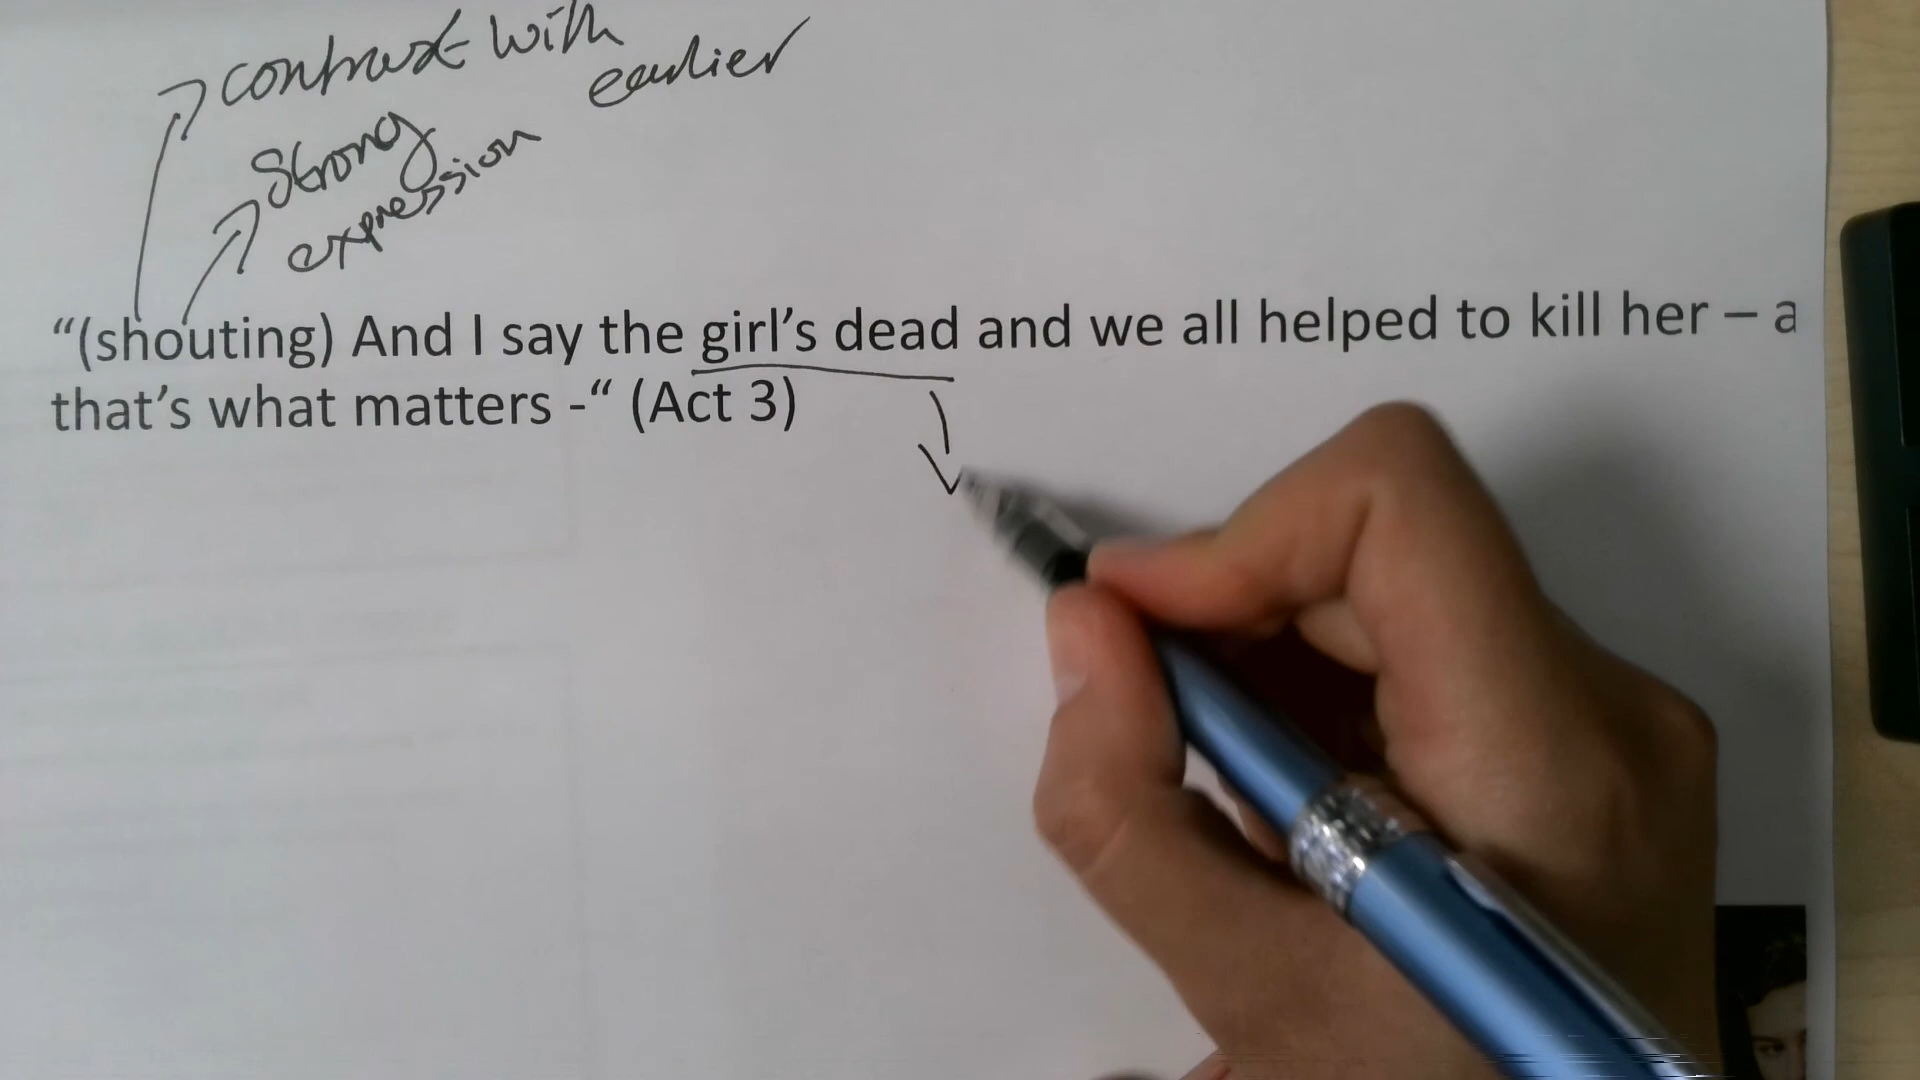 contrast with
earlier
Strong
expression
“(shouting) And I say the girl’s dead and we all helped to kill her – a
that’s what matters -“ (Act 3)